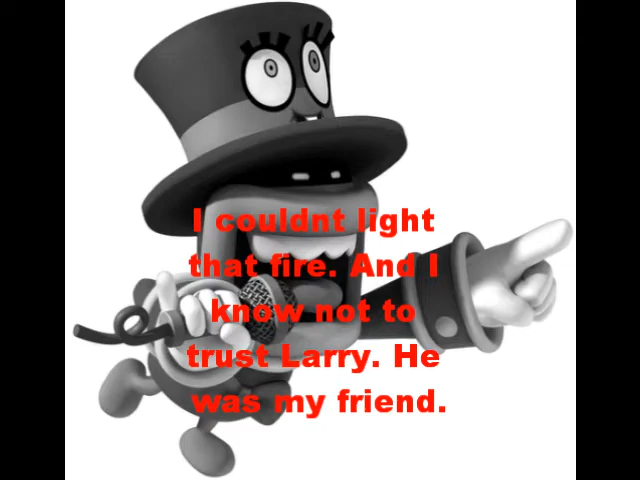 I couldnt light
that fire. And I
know not to
trust Larry. He
was my friend.